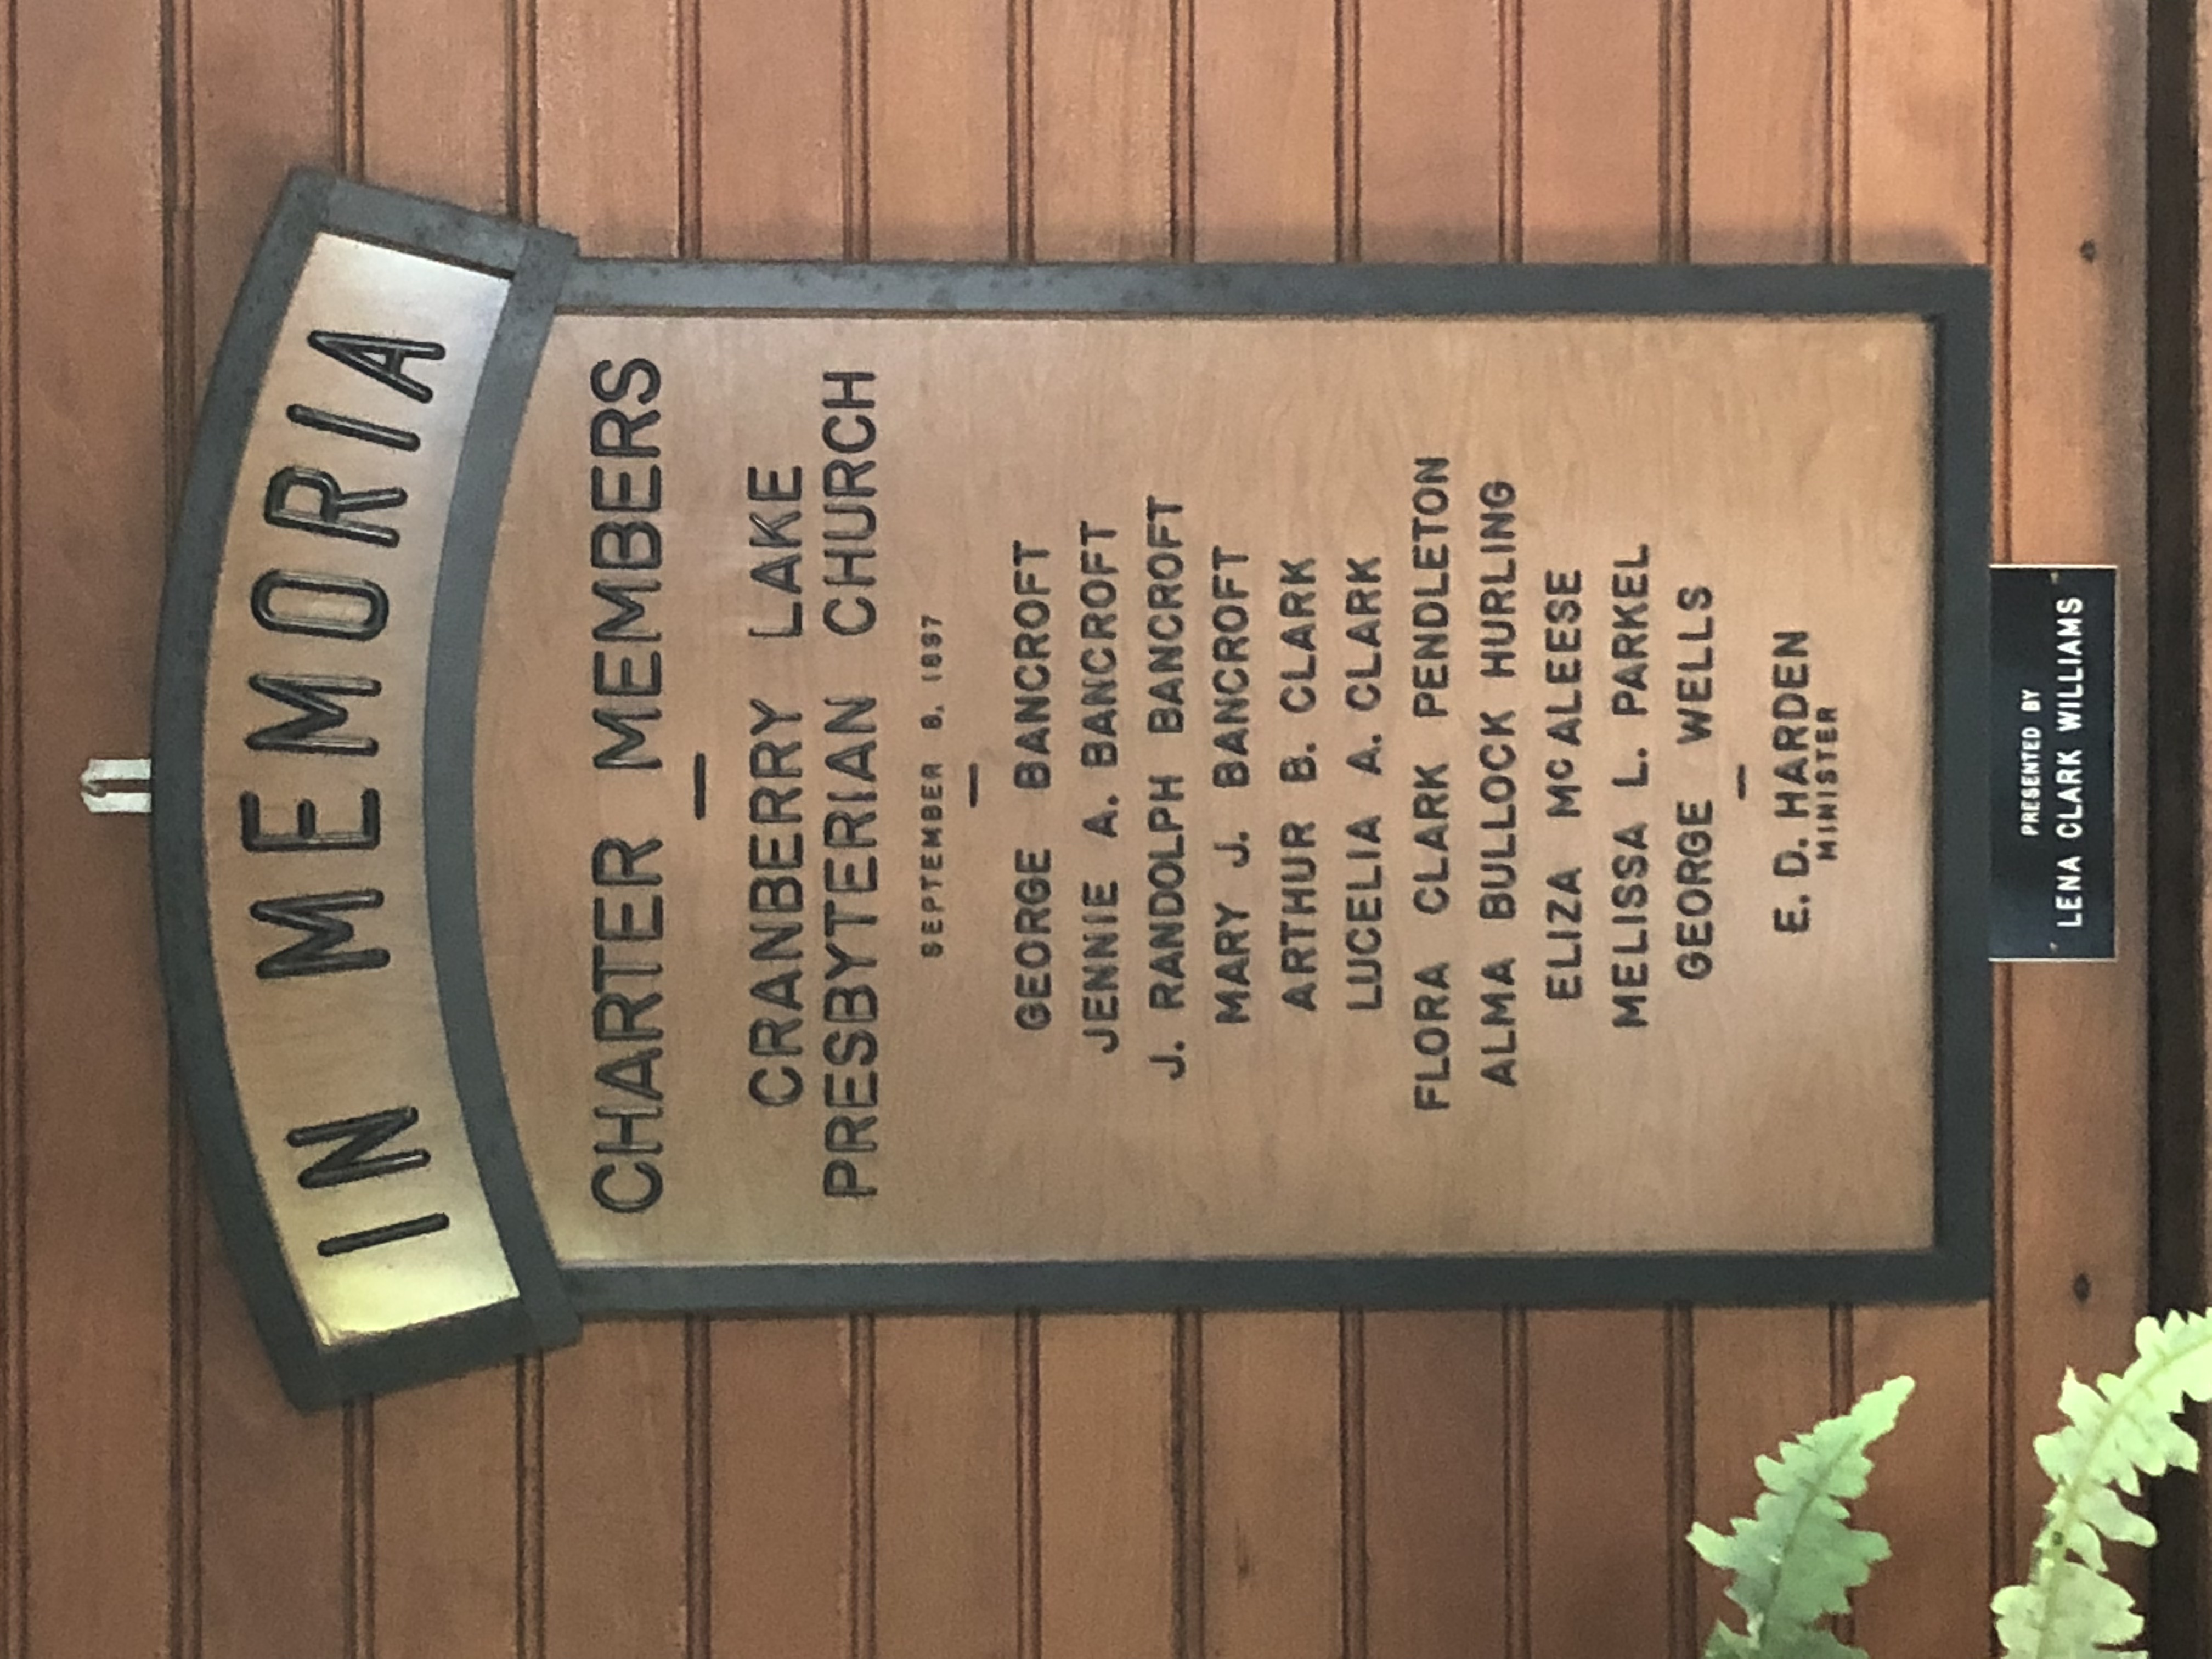 IN MEMORIA
CHARTER MEMBERS
CRANBERRY LAKE
PRESBYTERIAN CHURCH
SEPTEMBER
GEORGE BANCROFT
JENNIE A. BANCROFT
J. RANDOLPH BANCROFT
MARY J. BANCROFT
ARTHUR B. CLARK
LUCELIA A. CLARK
FLORA CLARK PENDLETON
ALMA BULLOCK HURLING
ELIZA McALEESE
MELISSA L. PARKEL
GEORGE WELLS
E. D. HARDEN
MINISTER
PRESENTED BY
LENA CLARK WILLIAMS